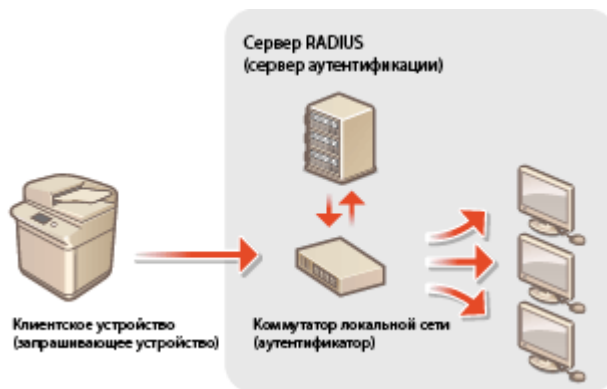 Сервер RADIUS
(сервер аутентификации)
Клиентское устройство
(запрашивающее устройство)
Коммутатор локальной сети
(аутентификатор)